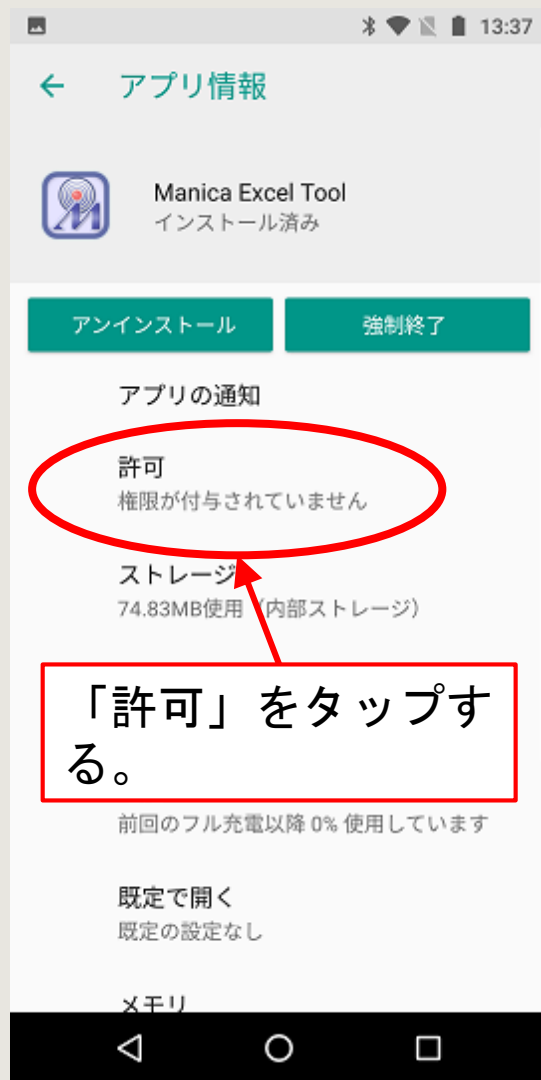 13:37
アプリ情報
Manica Excel Tool
インストール済み
アンインストール
強制終了
アプリの通知
許可
権限が付与されていません
ストレージ
74.83MB使用（内部ストレージ）
「許可」をタップす
る。
前回のフル充電以降 0% 使用しています
既定で開く
既定の設定なし
メモリ